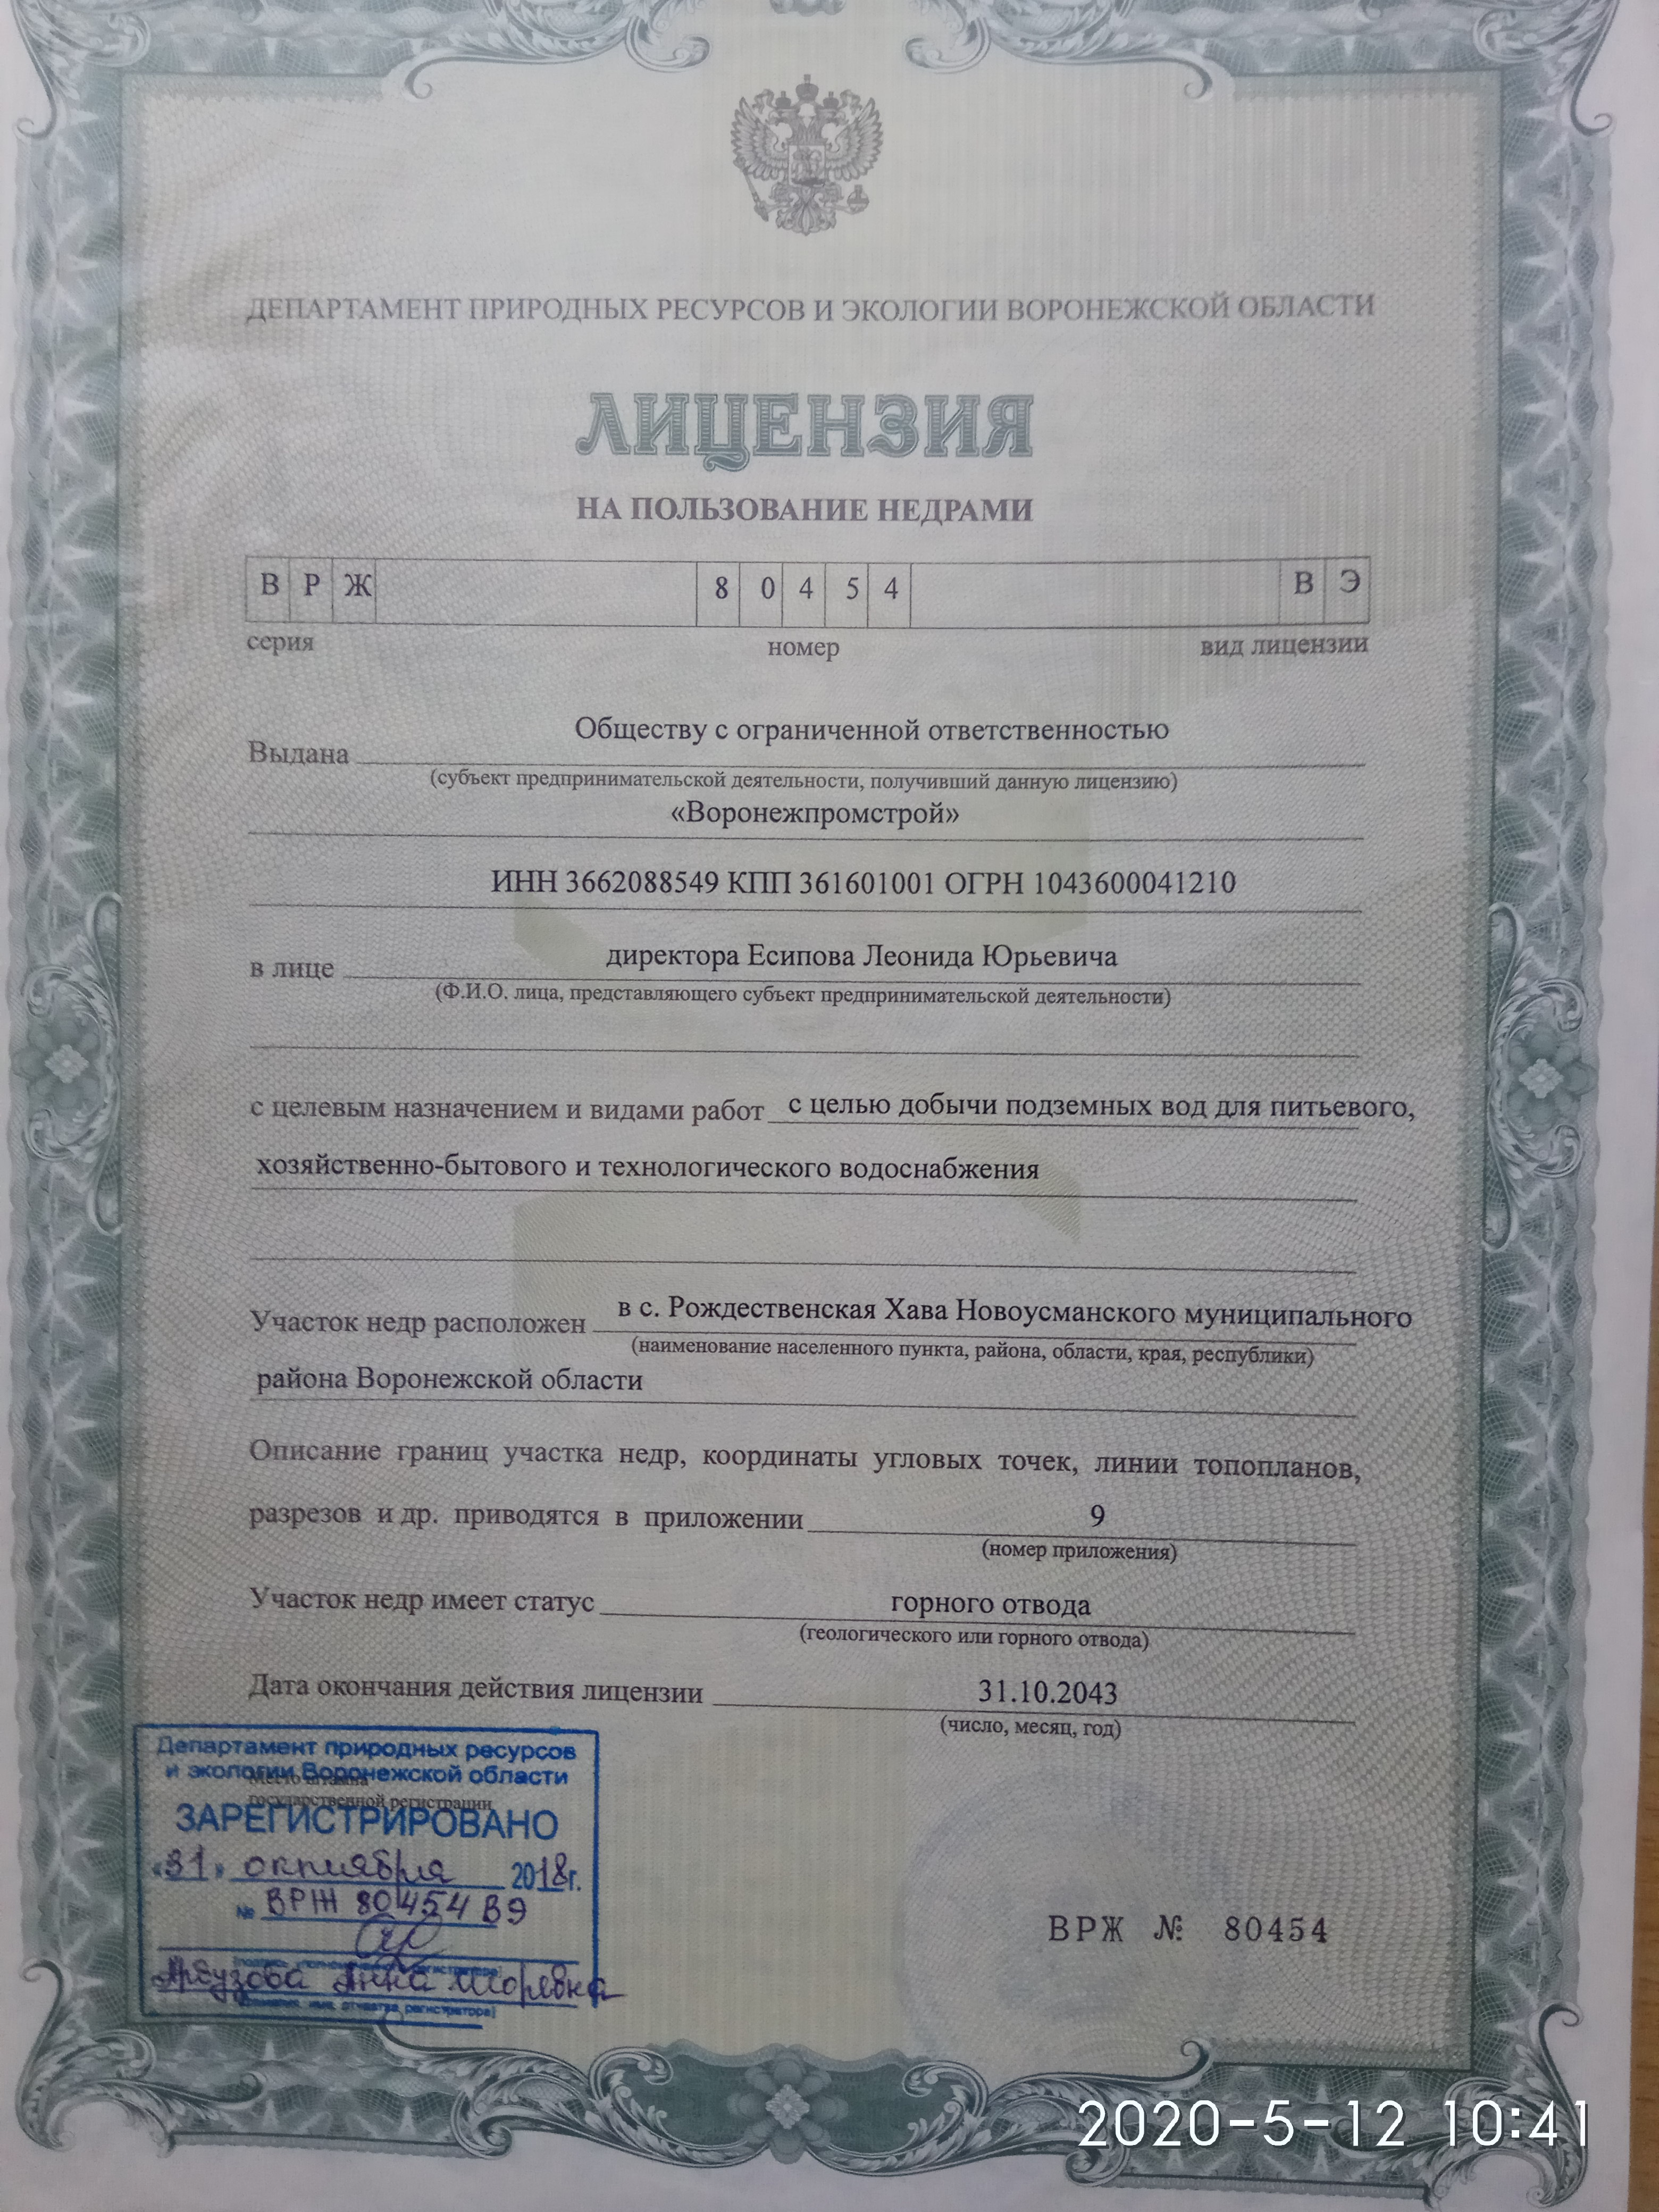 ДЕПАРТАМЕНТ ПРИРОДНЫХ РЕСУРСОВ И ЭКОЛОГИИ ВОРОНЕЖСКОЙ ОБЛАСТИ
ЛИЦЕНЗИЯ
НА ПОЛЬЗОВАНИЕ НЕДРАМИ
В Р Ж 8 0 4 5 4 В Э
серия номер вид лицензии
Обществу с ограниченной ответственностью
Выдана
(субъект предпринимательской деятельности, получивший данную лицензию)
«Воронежпромстрой»
ИНН 3662088549 КПП 361601001 ОГРН 1043600041210
в лице директора Есипова Леонида Юрьевича
(Ф.И.О. лица, представляющего субъект предпринимательской деятельности)
с целевым назначением и видами работ с целью добычи подземных вод для питьевого,
хозяйственно-бытового и технологического водоснабжения
Участок недр расположен в с. Рождественская Хава Новоусманского муниципального
(наименование населенного пункта, района, области, края, республики)
района Воронежской области
Описание границ участка недр, координаты угловых точек, линии топопланов,
разрезов и др. приводятся в приложении 9
(номер приложения)
Участок недр имеет статус горного отвода
(геологического или горного отвода)
Дата окончания действия лицензии 31.10.2043
(число, месяц, год)
Департамент природных ресурсов
и экологии Воронежской области
Место штампа
государственной регистрации
ЗАРЕГИСТРИРОВАНО
«31» октября 2018г.
№ ВРЖ 80454 ВЭ
Анна Игоревна
ВРЖ № 80454
2020-5-12 10:41